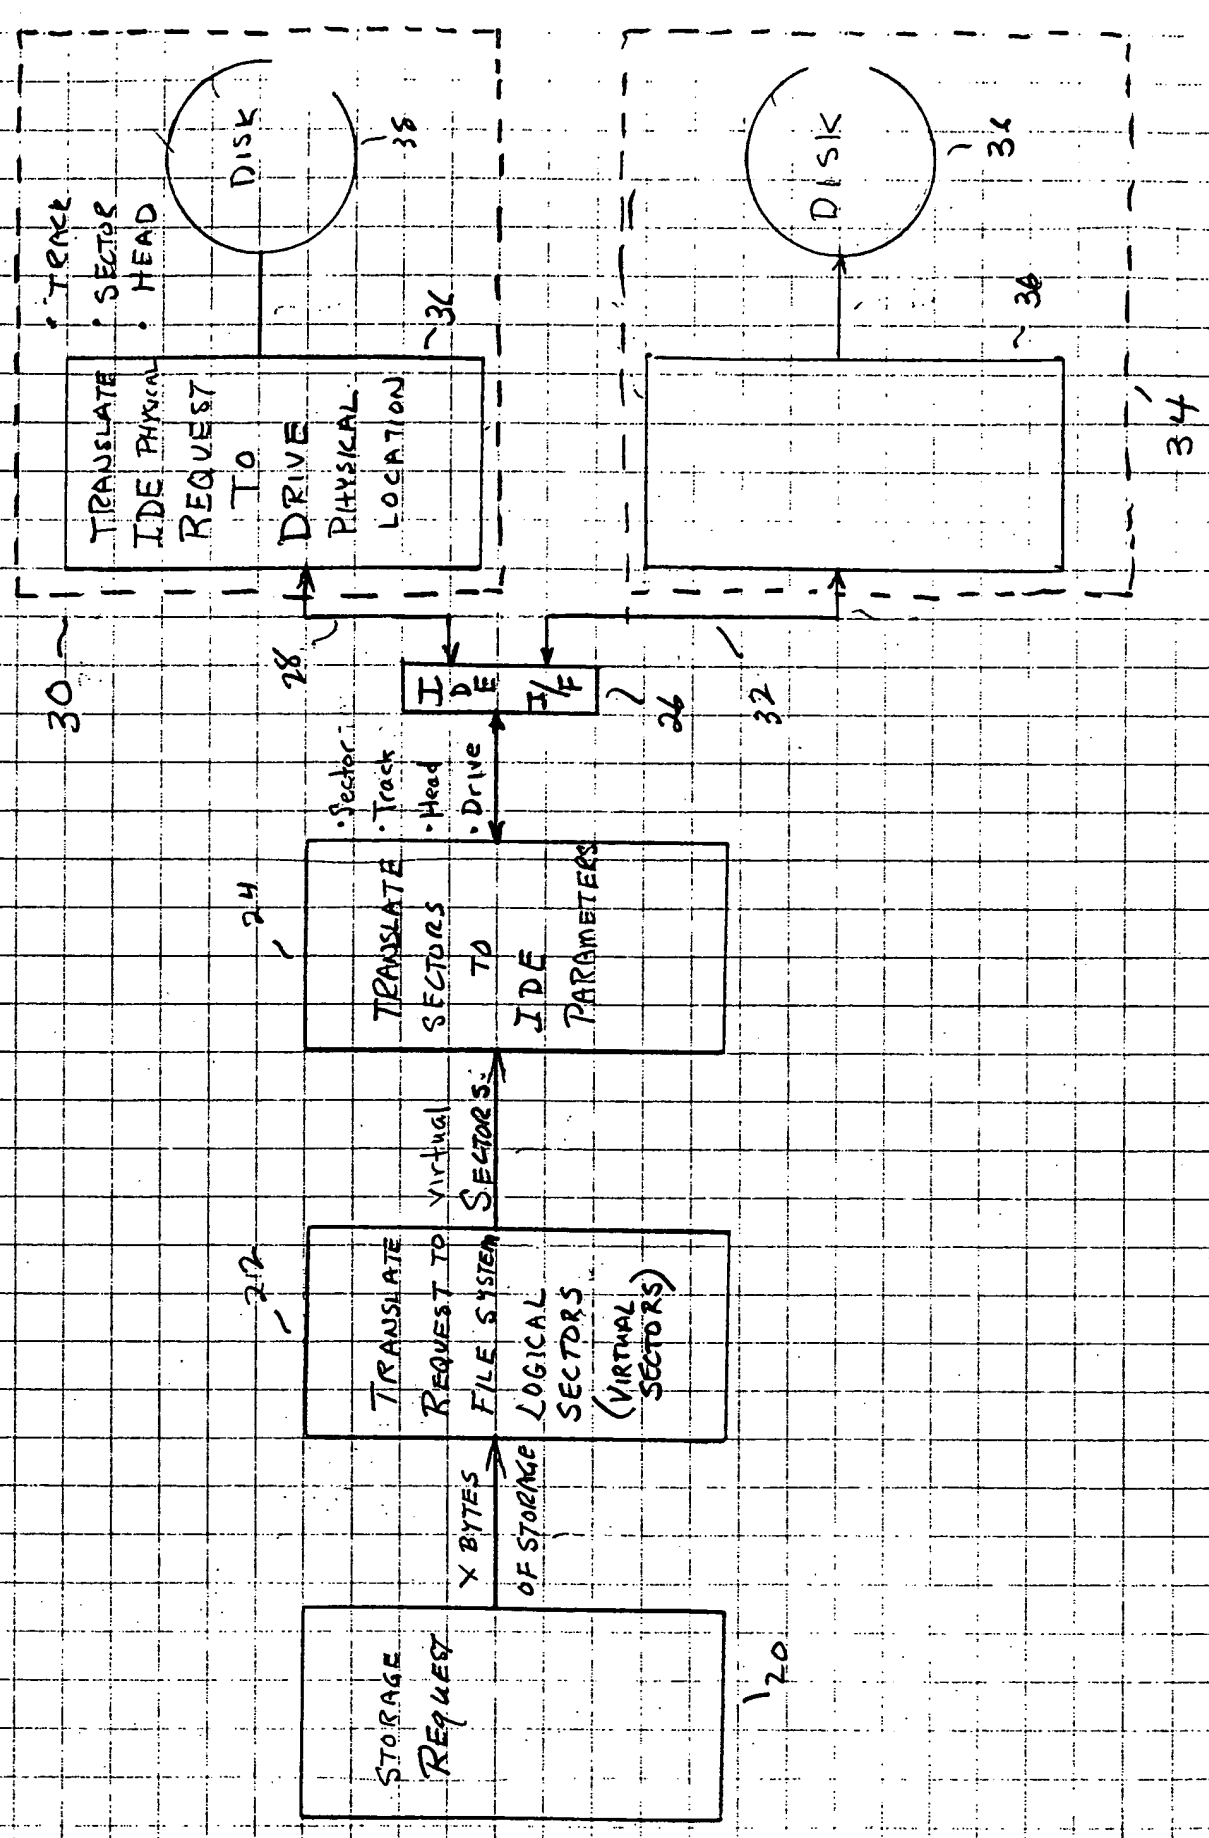 STORAGE
REQUEST
20
X BYTES
OF STORAGE
TRANSLATE
REQUEST TO
FILE SYSTEM
LOGICAL
SECTORS
(VIRTUAL
SECTORS)
22
Virtual
SECTORS
TRANSLATE
SECTORS
TO
IDE
PARAMETERS
24
• Sector
• Track
• Head
• Drive
IDE
I/F
26
28
32
30
TRANSLATE
IDE PHYSICAL
REQUEST
TO
DRIVE
PHYSICAL
LOCATION
36
• TRACK
• SECTOR
• HEAD
DISK
38
36
DISK
34